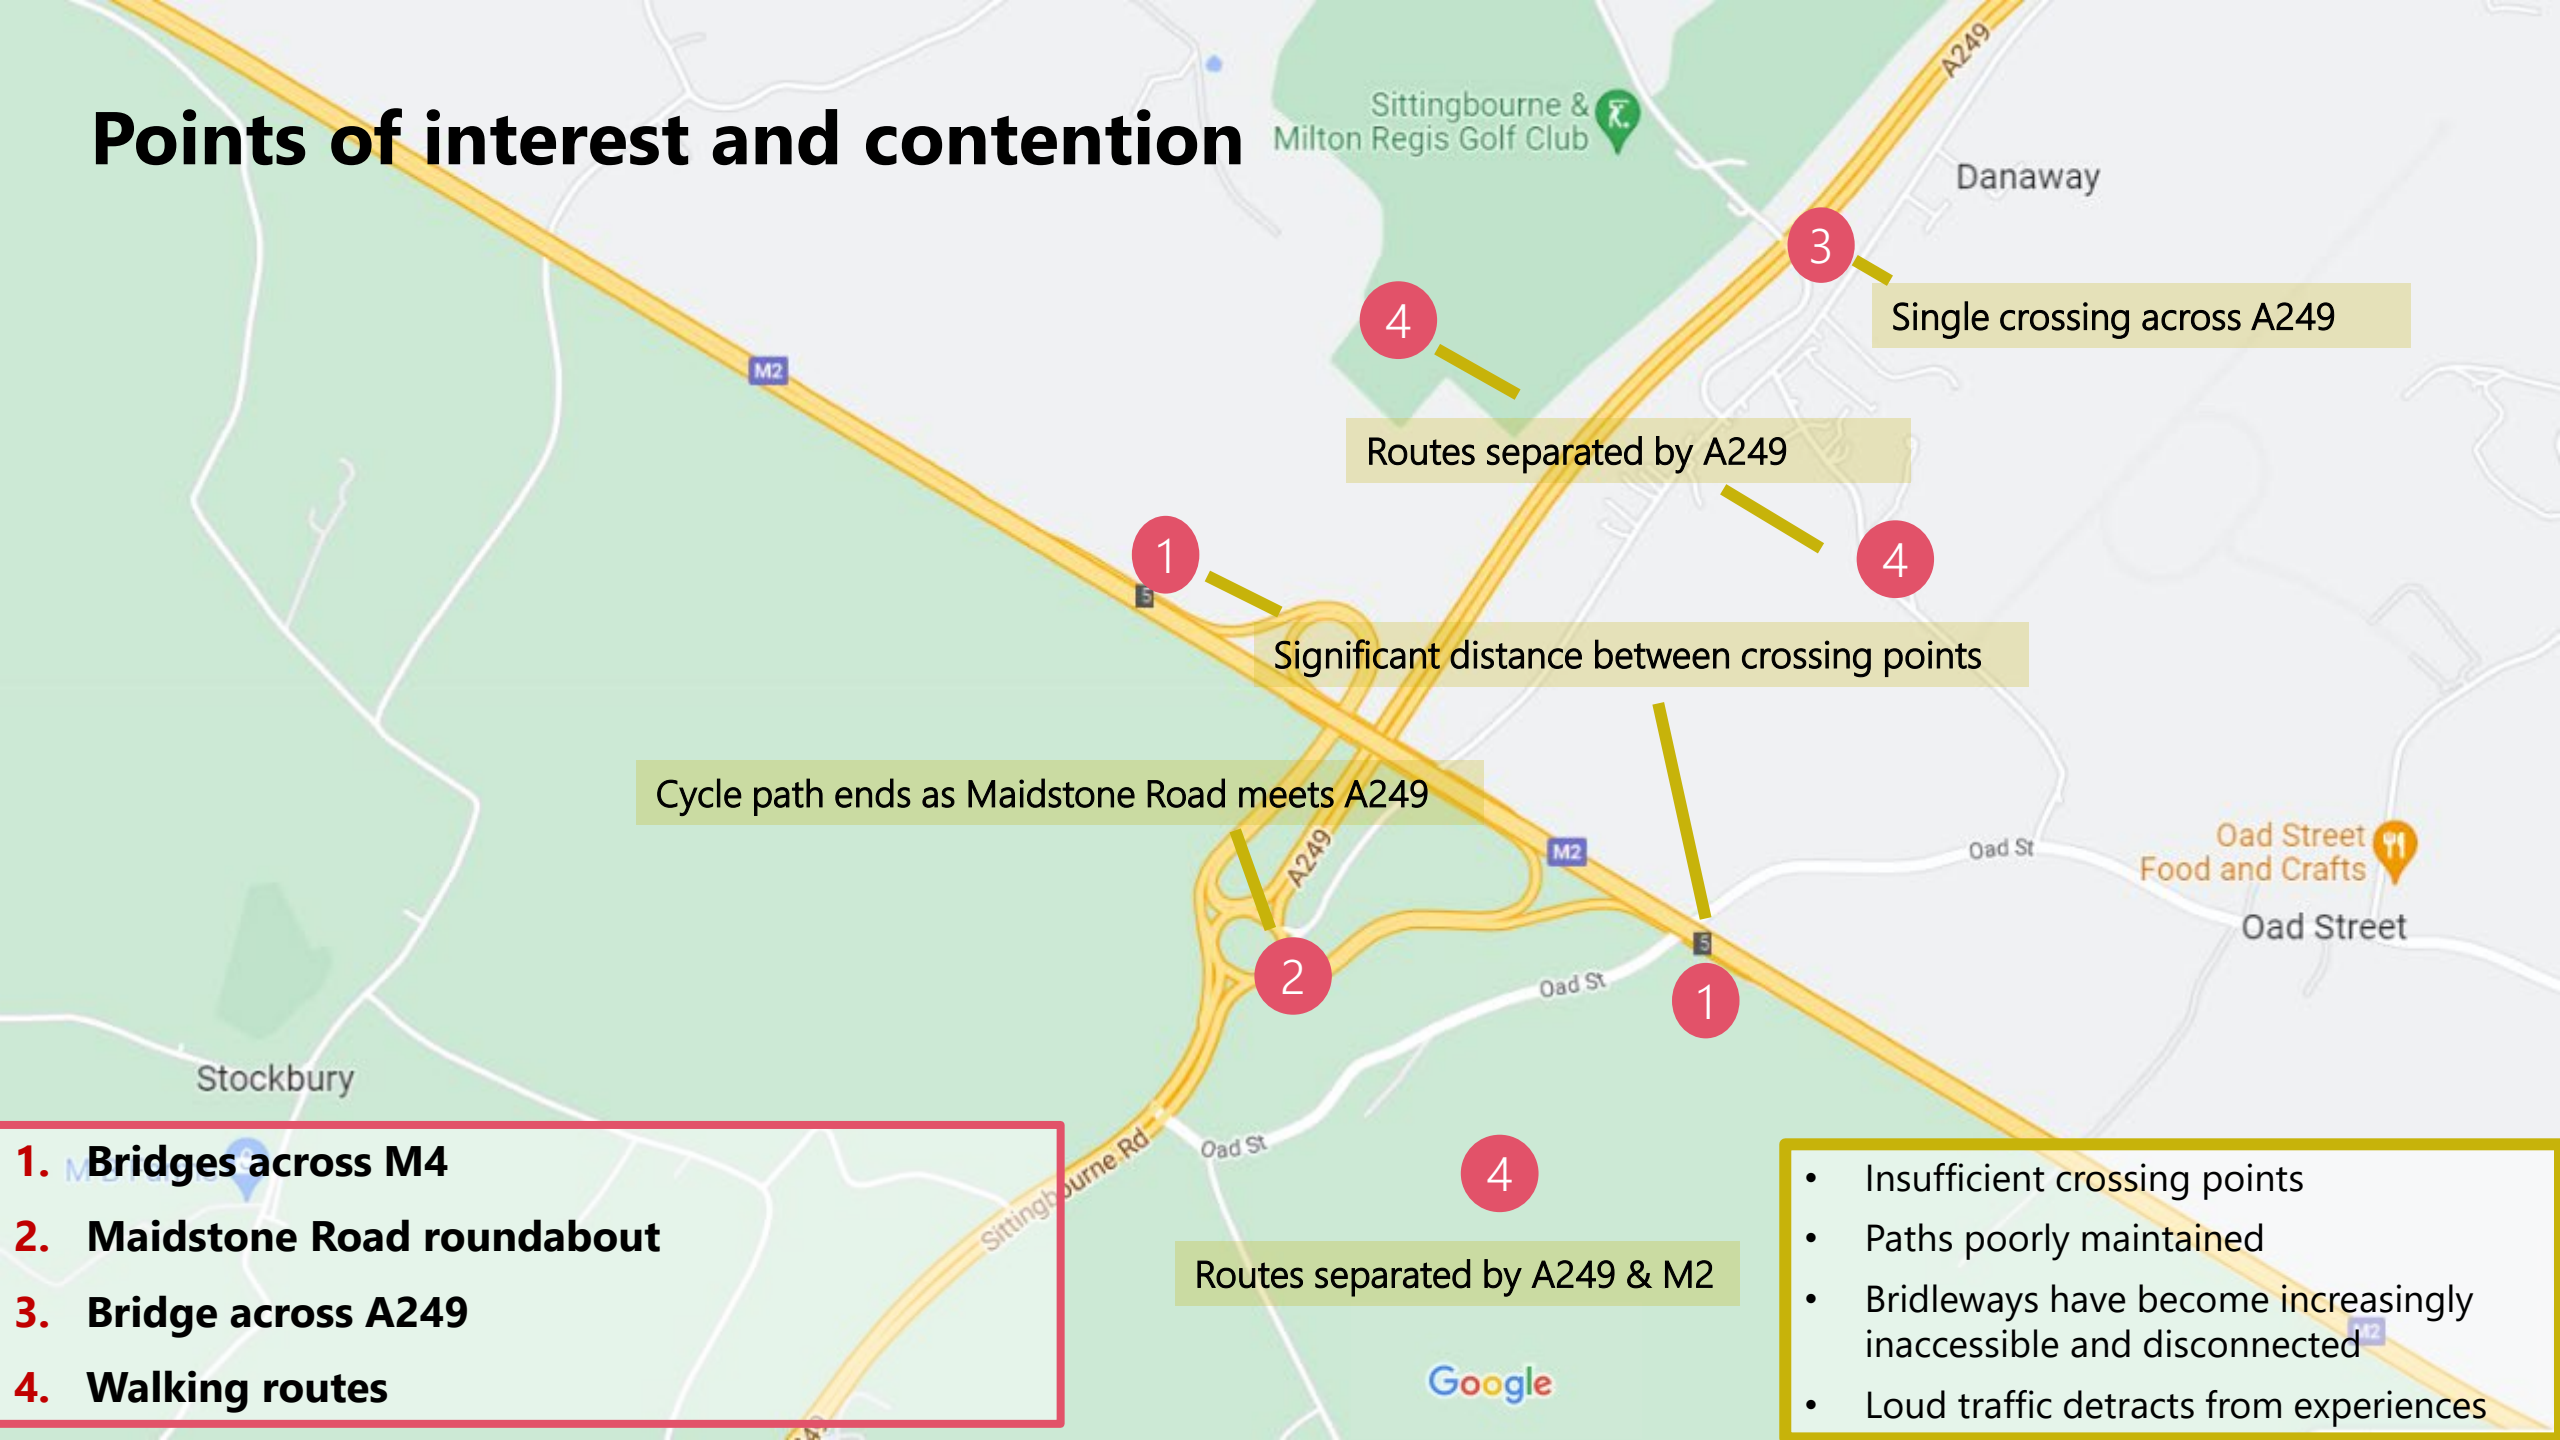 Points of interest and contention
Sittingbourne &
Milton Regis Golf Club
A249
Danaway
3
Single crossing across A249
4
M2
Routes separated by A249
1
5
4
Significant distance between crossing points
Cycle path ends as Maidstone Road meets A249
A249
M2
Oad St
Oad Street
Food and Crafts
Oad Street
5
2
Oad St
1
Stockbury
Sittingbourne Rd
Oad St
4
Routes separated by A249 & M2
Google
1. Bridges across M4
2. Maidstone Road roundabout
3. Bridge across A249
4. Walking routes
• Insufficient crossing points
• Paths poorly maintained
• Bridleways have become increasingly
inaccessible and disconnected
• Loud traffic detracts from experiences
M2